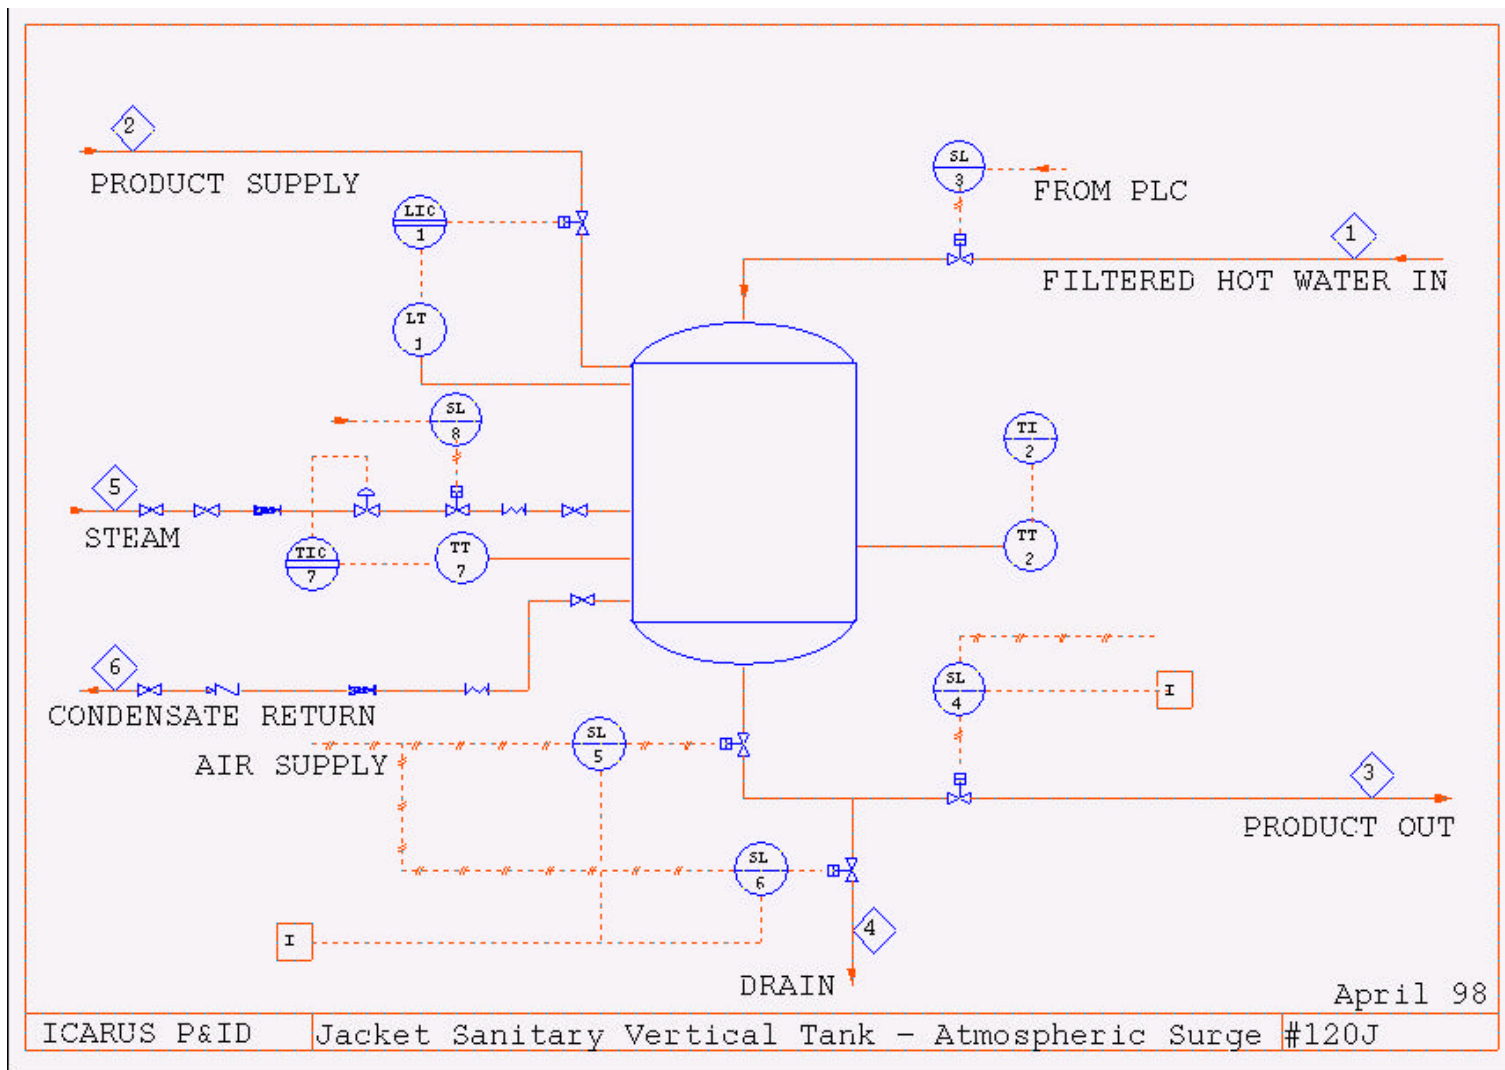 2
PRODUCT SUPPLY
SL
3
FROM PLC
LIC
1
1
FILTERED HOT WATER IN
LT
1
SL
8
TI
2
5
STEAM
TIC
7
TT
7
TT
2
6
CONDENSATE RETURN
SL
4
I
AIR SUPPLY
SL
5
3
PRODUCT OUT
SL
6
I
4
DRAIN
April 98
ICARUS P&ID
Jacket Sanitary Vertical Tank - Atmospheric Surge
#120J